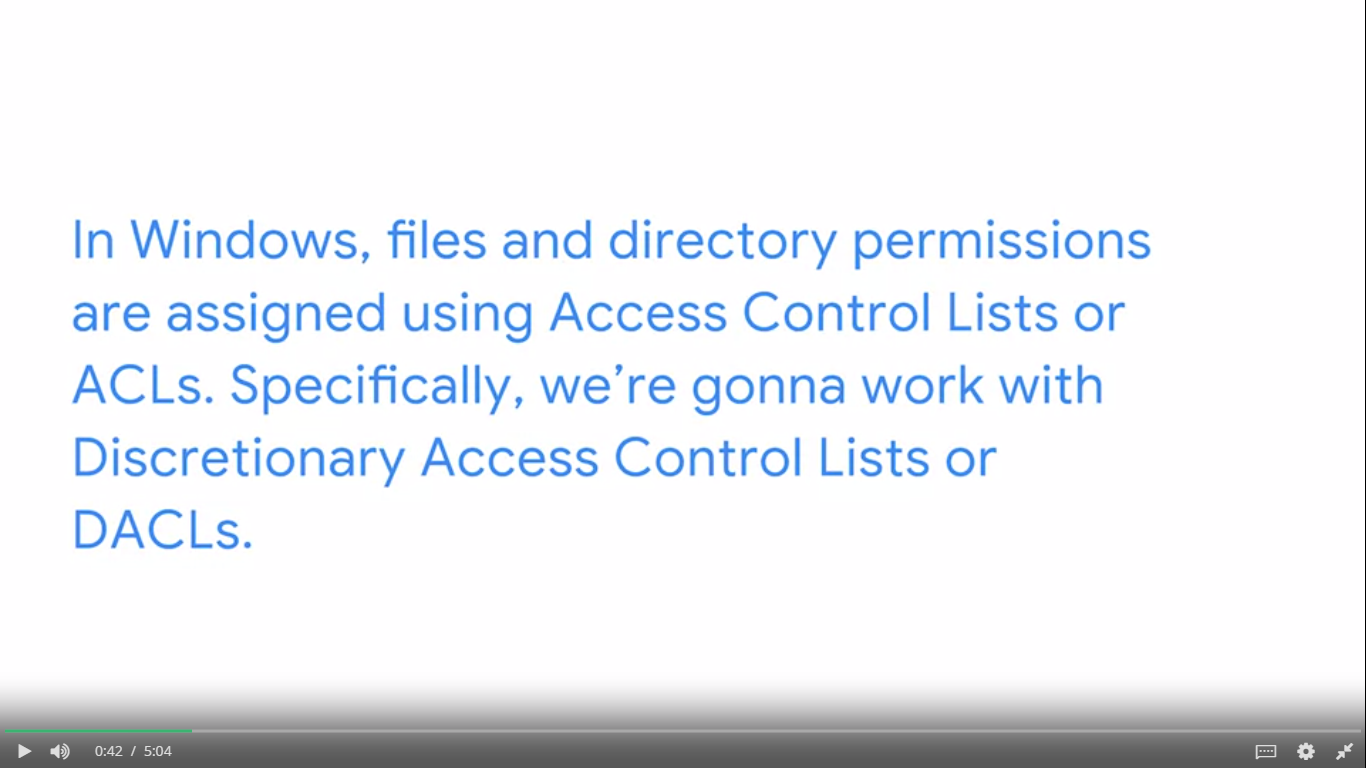 In Windows, files and directory permissions
are assigned using Access Control Lists or
ACLs. Specifically, we’re gonna work with
Discretionary Access Control Lists or
DACLs.
0:42 / 5:04